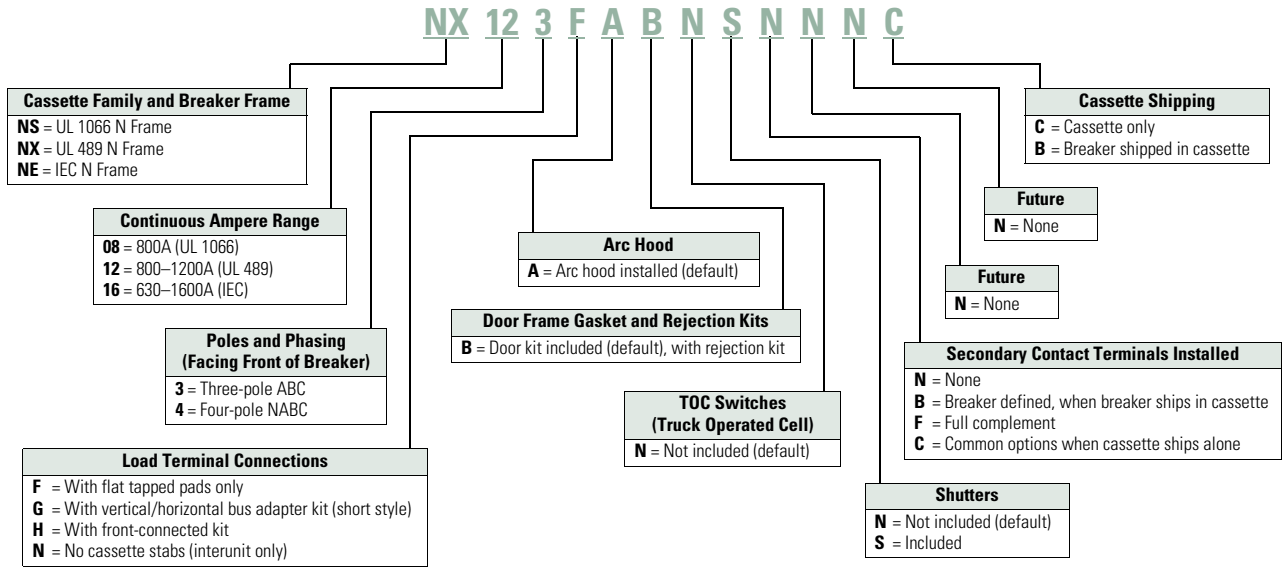 NX 12 3 F A B N S N N N C
Cassette Family and Breaker Frame
NS = UL 1066 N Frame
NX = UL 489 N Frame
NE = IEC N Frame
Continuous Ampere Range
08 = 800A (UL 1066)
12 = 800–1200A (UL 489)
16 = 630–1600A (IEC)
Poles and Phasing
(Facing Front of Breaker)
3 = Three-pole ABC
4 = Four-pole NABC
Load Terminal Connections
F = With flat tapped pads only
G = With vertical/horizontal bus adapter kit (short style)
H = With front-connected kit
N = No cassette stabs (interunit only)
Arc Hood
A = Arc hood installed (default)
Door Frame Gasket and Rejection Kits
B = Door kit included (default), with rejection kit
TOC Switches
(Truck Operated Cell)
N = Not included (default)
Shutters
N = Not included (default)
S = Included
Secondary Contact Terminals Installed
N = None
B = Breaker defined, when breaker ships in cassette
F = Full complement
C = Common options when cassette ships alone
Future
N = None
Future
N = None
Cassette Shipping
C = Cassette only
B = Breaker shipped in cassette